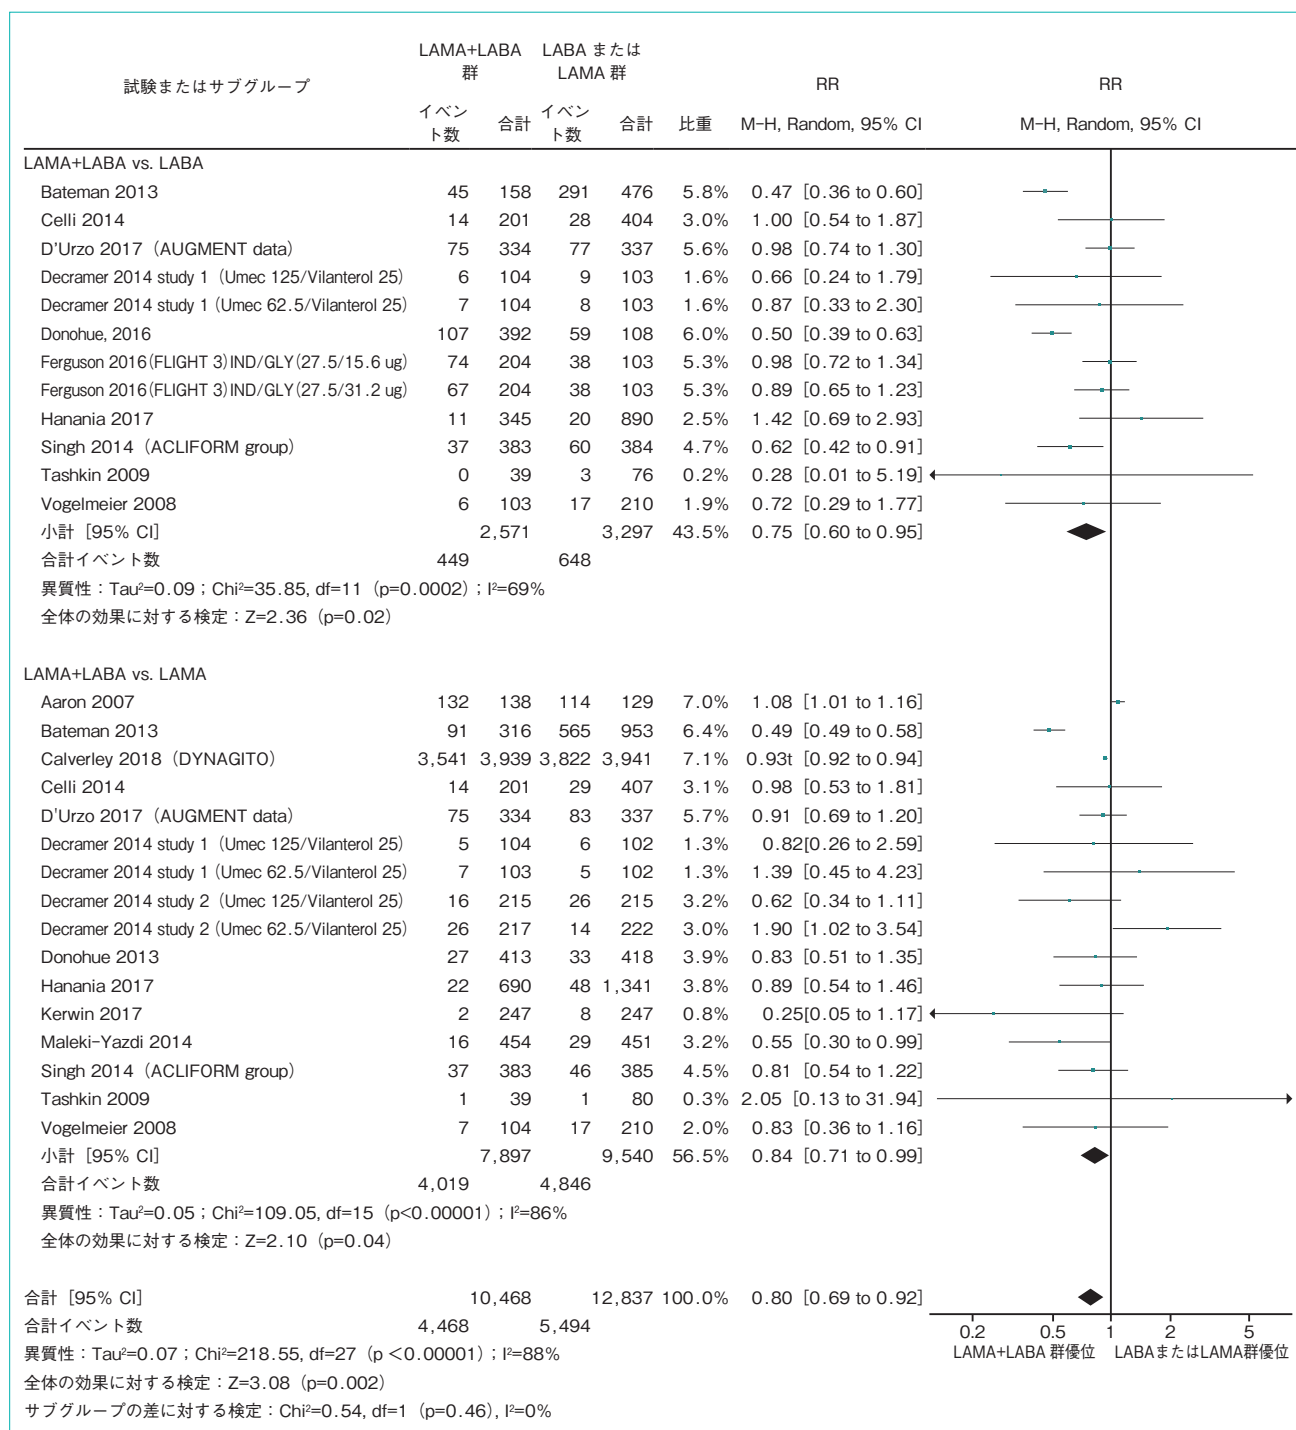 LAMA+LABA 群 LABA または LAMA 群
試験またはサブグループ RR RR
イベント数 合計 イベント数 合計 比重 M-H, Random, 95% CI M-H, Random, 95% CI
LAMA+LABA vs. LABA
Bateman 2013 45 158 291 476 5.8% 0.47 [0.36 to 0.60]
Celli 2014 14 201 28 404 3.0% 1.00 [0.54 to 1.87]
D'Urzo 2017（AUGMENT data） 75 334 77 337 5.6% 0.98 [0.74 to 1.30]
Decramer 2014 study 1（Umec 125/Vilanterol 25） 6 104 9 103 1.6% 0.66 [0.24 to 1.79]
Decramer 2014 study 1（Umec 62.5/Vilanterol 25） 7 104 8 103 1.6% 0.87 [0.33 to 2.30]
Donohue, 2016 107 392 59 108 6.0% 0.50 [0.39 to 0.63]
Ferguson 2016(FLIGHT 3)IND/GLY(27.5/15.6 ug) 74 204 38 103 5.3% 0.98 [0.72 to 1.34]
Ferguson 2016(FLIGHT 3)IND/GLY(27.5/31.2 ug) 67 204 38 103 5.3% 0.89 [0.65 to 1.23]
Hanania 2017 11 345 20 890 2.5% 1.42 [0.69 to 2.93]
Singh 2014（ACLIFORM group） 37 383 60 384 4.7% 0.62 [0.42 to 0.91]
Tashkin 2009 0 39 3 76 0.2% 0.28 [0.01 to 5.19]
Vogelmeier 2008 6 103 17 210 1.9% 0.72 [0.29 to 1.77]
小計［95% CI］ 2,571 3,297 43.5% 0.75 [0.60 to 0.95]
合計イベント数 449 648
異質性：Tau²=0.09；Chi²=35.85, df=11（p=0.0002）；I²=69%
全体の効果に対する検定：Z=2.36（p=0.02）
LAMA+LABA vs. LAMA
Aaron 2007 132 138 114 129 7.0% 1.08 [1.01 to 1.16]
Bateman 2013 91 316 565 953 6.4% 0.49 [0.49 to 0.58]
Calverley 2018（DYNAGITO） 3,541 3,939 3,822 3,941 7.1% 0.93t [0.92 to 0.94]
Celli 2014 14 201 29 407 3.1% 0.98 [0.53 to 1.81]
D'Urzo 2017（AUGMENT data） 75 334 83 337 5.7% 0.91 [0.69 to 1.20]
Decramer 2014 study 1（Umec 125/Vilanterol 25） 5 104 6 102 1.3% 0.82[0.26 to 2.59]
Decramer 2014 study 1（Umec 62.5/Vilanterol 25） 7 103 5 102 1.3% 1.39 [0.45 to 4.23]
Decramer 2014 study 2（Umec 125/Vilanterol 25） 16 215 26 215 3.2% 0.62 [0.34 to 1.11]
Decramer 2014 study 2（Umec 62.5/Vilanterol 25） 26 217 14 222 3.0% 1.90 [1.02 to 3.54]
Donohue 2013 27 413 33 418 3.9% 0.83 [0.51 to 1.35]
Hanania 2017 22 690 48 1,341 3.8% 0.89 [0.54 to 1.46]
Kerwin 2017 2 247 8 247 0.8% 0.25[0.05 to 1.17]
Maleki-Yazdi 2014 16 454 29 451 3.2% 0.55 [0.30 to 0.99]
Singh 2014（ACLIFORM group） 37 383 46 385 4.5% 0.81 [0.54 to 1.22]
Tashkin 2009 1 39 1 80 0.3% 2.05 [0.13 to 31.94]
Vogelmeier 2008 7 104 17 210 2.0% 0.83 [0.36 to 1.16]
小計［95% CI］ 7,897 9,540 56.5% 0.84 [0.71 to 0.99]
合計イベント数 4,019 4,846
異質性：Tau²=0.05；Chi²=109.05, df=15（p<0.00001）；I²=86%
全体の効果に対する検定：Z=2.10（p=0.04）
合計［95% CI］ 10,468 12,837 100.0% 0.80 [0.69 to 0.92]
合計イベント数 4,468 5,494
0.2 0.5 1 2 5
異質性：Tau²=0.07；Chi²=218.55, df=27（p <0.00001）；I²=88%
LAMA+LABA 群優位 LABAまたはLAMA群優位
全体の効果に対する検定：Z=3.08（p=0.002）
サブグループの差に対する検定：Chi²=0.54, df=1（p=0.46）, I²=0%